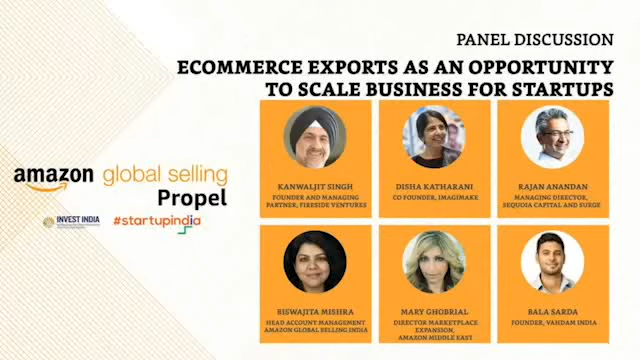 PANEL DISCUSSION
ECOMMERCE EXPORTS AS AN OPPORTUNITY
TO SCALE BUSINESS FOR STARTUPS
amazon global selling
Propel
INVEST INDIA
#startupindia
KANWALJIT SINGH
FOUNDER AND MANAGING
PARTNER, FIRESIDE VENTURES
DISHA KATHARANI
CO FOUNDER, IMAGIMAKE
RAJAN ANANDAN
MANAGING DIRECTOR,
SEQUOIA CAPITAL AND SURGE
BISWAJITA MISHRA
HEAD ACCOUNT MANAGEMENT
AMAZON GLOBAL SELLING INDIA
MARY GHOBRIAL
DIRECTOR MARKETPLACE
EXPANSION,
AMAZON MIDDLE EAST
BALA SARDA
FOUNDER, VAHDAM INDIA